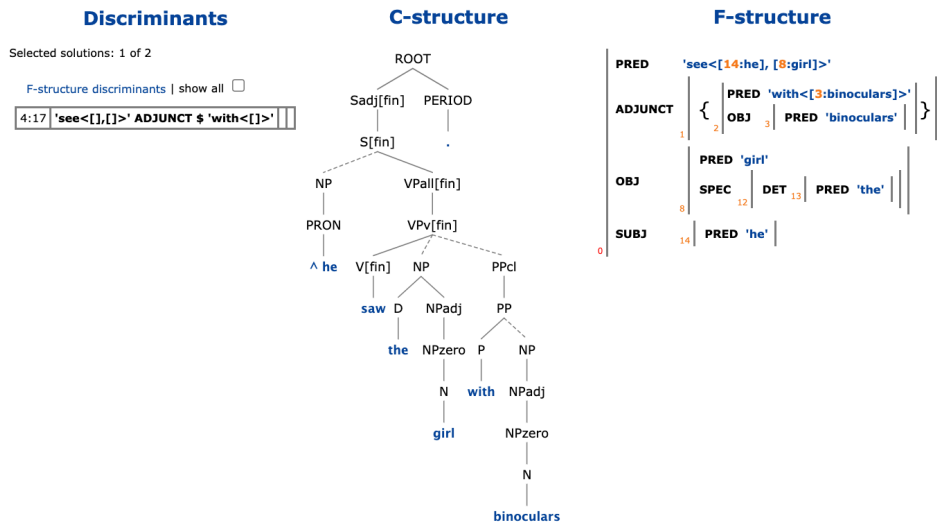 Discriminants
Selected solutions: 1 of 2
F-structure discriminants | show all
4:17 'see<[],[]>' ADJUNCT $ 'with<[]>'
C-structure
ROOT
Sadj[fin] PERIOD
S[fin] .
NP VPall[fin]
PRON VPv[fin]
^ he V[fin] NP PPcl
saw D NPadj PP
the NPzero P NP
N with NPadj
girl NPzero
N
binoculars
F-structure
PRED 'see<[14:he], [8:girl]>'
PRED 'with<[3:binoculars]>'
ADJUNCT {
OBJ PRED 'binoculars' }
1 2 3
PRED 'girl'
OBJ
SPEC DET PRED 'the'
8 12 13
SUBJ 14 PRED 'he'
0